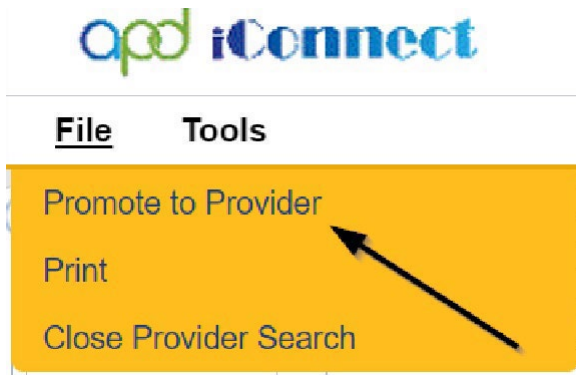 apd iConnect
File Tools
Promote to Provider
Print
Close Provider Search